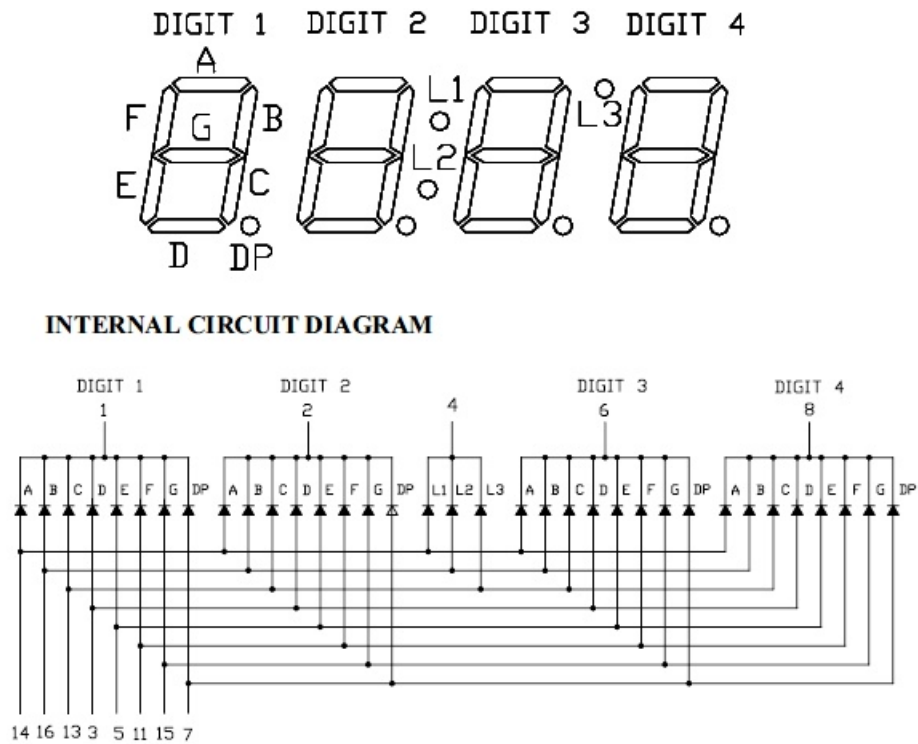 DIGIT 1 DIGIT 2 DIGIT 3 DIGIT 4
A
F G B L1 L3
E C L2
D DP
INTERNAL CIRCUIT DIAGRAM
DIGIT 1 DIGIT 2 DIGIT 3 DIGIT 4
1 2 4 6 8
A B C D E F G DP A B C D E F G DP L1 L2 L3 A B C D E F G DP A B C D E F G DP
14 16 13 3 5 11 15 7